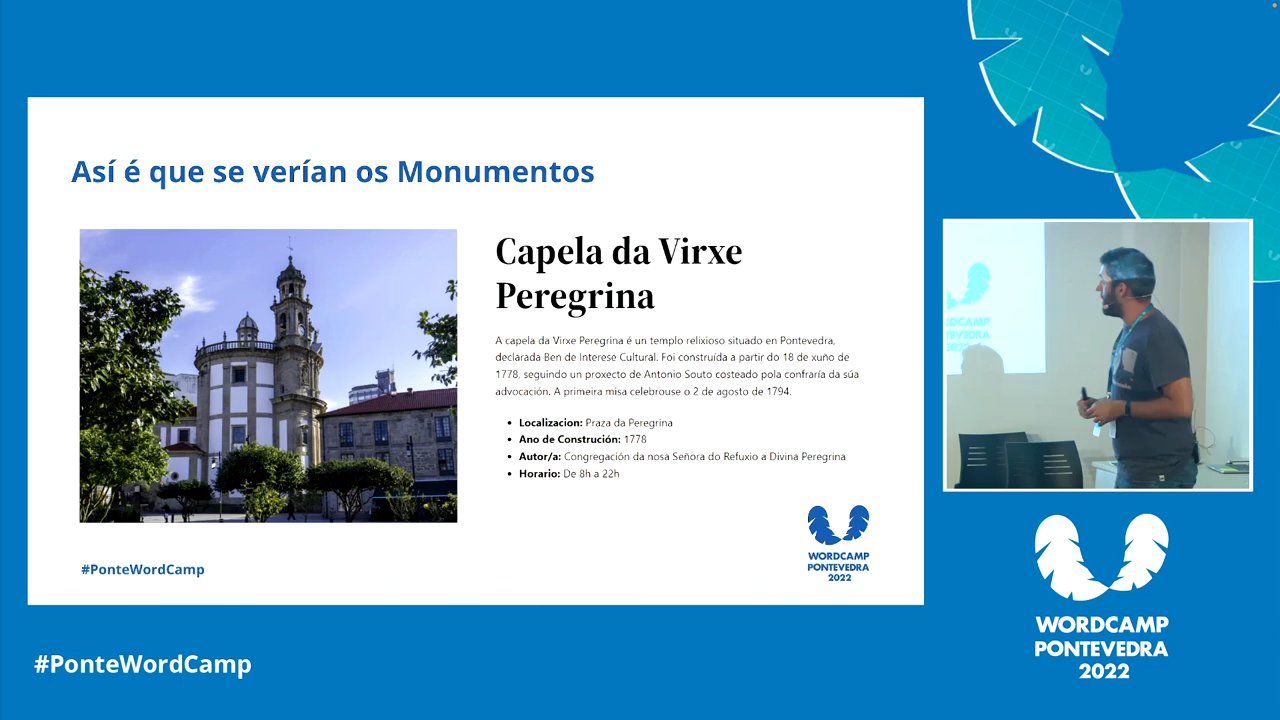 Así é que se verían os Monumentos
Capela da Virxe
Peregrina
A capela da Virxe Peregrina é un templo relixioso situado en Pontevedra,
declarada Ben de Interese Cultural. Foi construída a partir do 18 de xuño de
1778, seguindo un proxecto de Antonio Souto costeado pola confraría da súa
advocación. A primeira misa celebrouse o 2 de agosto de 1794.
Localizacion: Praza da Peregrina
Ano de Construción: 1778
Autor/a: Congregación da nosa Señora do Refuxio a Divina Peregrina
Horario: De 8h a 22h
WORDCAMP
PONTEVEDRA
2022
#PonteWordCamp
#PonteWordCamp
WORDCAMP
PONTEVEDRA
2022